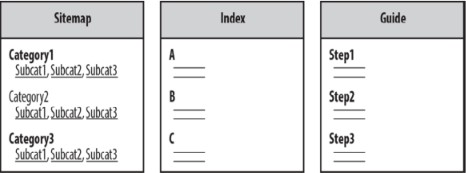 Sitemap
Category1
Subcat1, Subcat2, Subcat3
Category2
Subcat1, Subcat2, Subcat3
Category3
Subcat1, Subcat2, Subcat3
Index
A
B
C
Guide
Step1
Step2
Step3